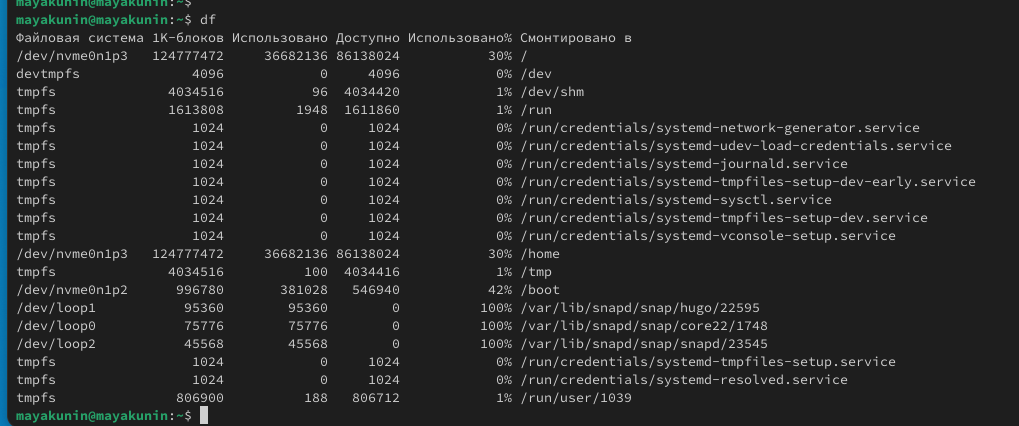 mayakunin@mayakunin:~$
mayakunin@mayakunin:~$ df
Файловая система 1K-блоков Использовано Доступно Использовано% Смонтировано в
/dev/nvme0n1p3 124777472 36682136 86138024 30% /
devtmpfs 4096 0 4096 0% /dev
tmpfs 4034516 96 4034420 1% /dev/shm
tmpfs 1613808 1948 1611860 1% /run
tmpfs 1024 0 1024 0% /run/credentials/systemd-network-generator.service
tmpfs 1024 0 1024 0% /run/credentials/systemd-udev-load-credentials.service
tmpfs 1024 0 1024 0% /run/credentials/systemd-journald.service
tmpfs 1024 0 1024 0% /run/credentials/systemd-tmpfiles-setup-dev-early.service
tmpfs 1024 0 1024 0% /run/credentials/systemd-sysctl.service
tmpfs 1024 0 1024 0% /run/credentials/systemd-tmpfiles-setup-dev.service
tmpfs 1024 0 1024 0% /run/credentials/systemd-vconsole-setup.service
/dev/nvme0n1p3 124777472 36682136 86138024 30% /home
tmpfs 4034516 100 4034416 1% /tmp
/dev/nvme0n1p2 996780 381028 546940 42% /boot
/dev/loop1 95360 95360 0 100% /var/lib/snapd/snap/hugo/22595
/dev/loop0 75776 75776 0 100% /var/lib/snapd/snap/core22/1748
/dev/loop2 45568 45568 0 100% /var/lib/snapd/snap/snapd/23545
tmpfs 1024 0 1024 0% /run/credentials/systemd-tmpfiles-setup.service
tmpfs 1024 0 1024 0% /run/credentials/systemd-resolved.service
tmpfs 806900 188 806712 1% /run/user/1039
mayakunin@mayakunin:~$